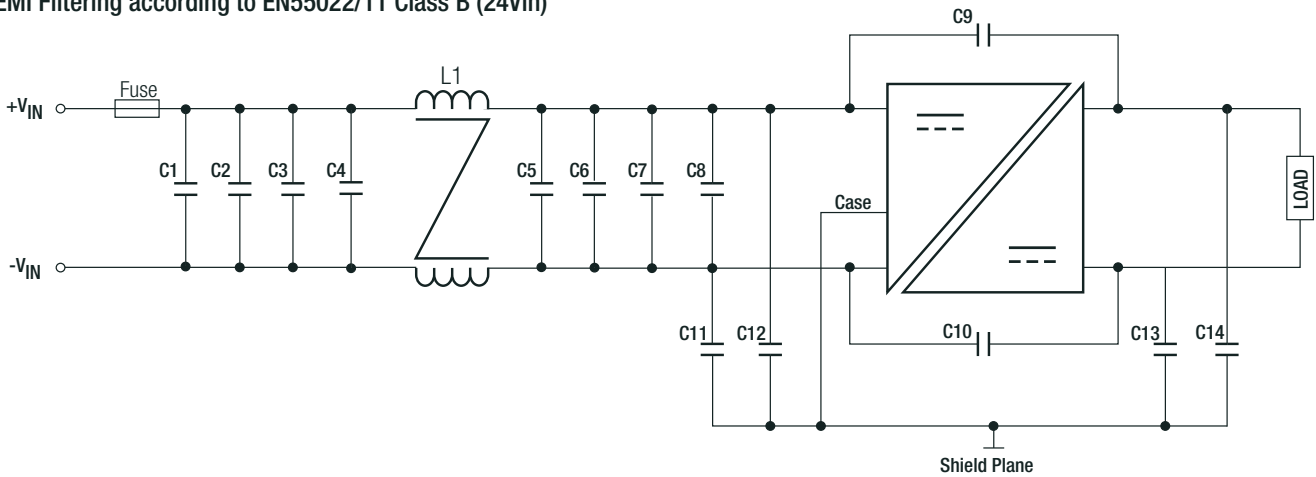 EMI Filtering according to EN55022/11 Class B (24Vin)
C9
L1
Fuse
+VIN
C1
C2
C3
C4
C5
C6
C7
C8
Case
LOAD
-VIN
C11
C12
C10
C13
C14
Shield Plane